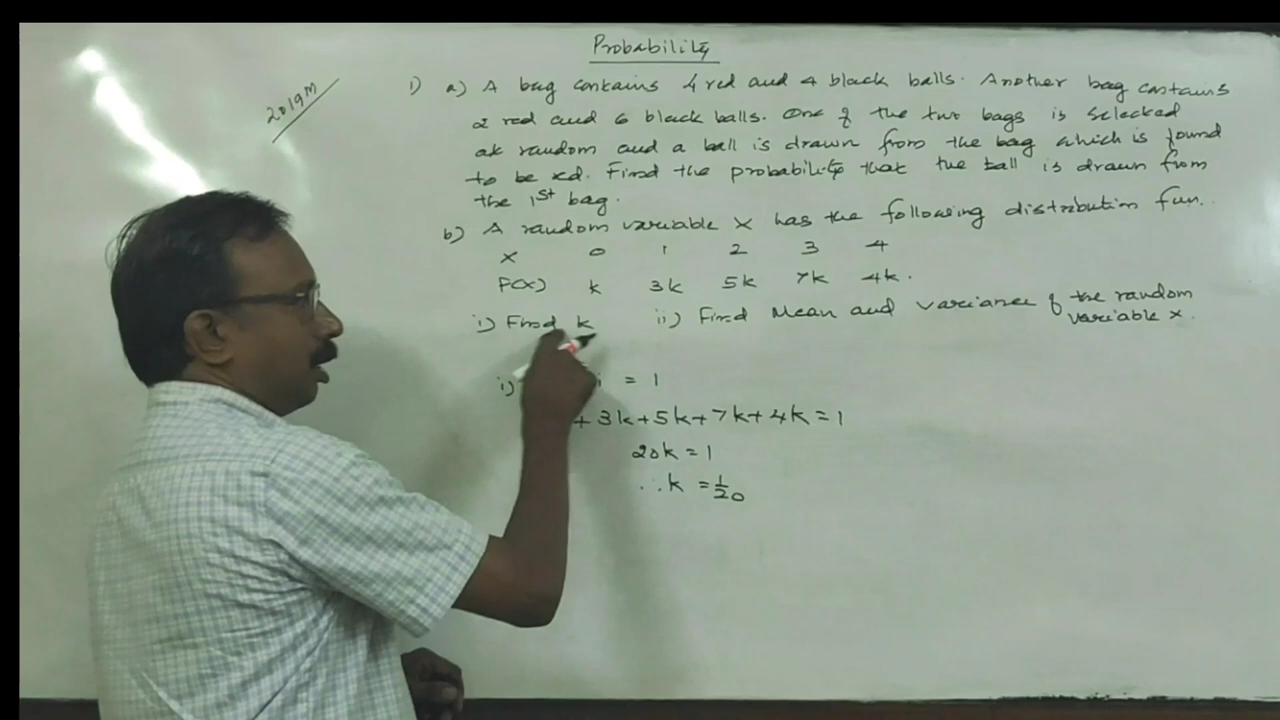 Probability
2019M
1) a) A bag contains 4 red and 4 black balls. Another bag contains
2 red and 6 black balls. One of the two bags is selected
at random and a ball is drawn from the bag which is found
to be red. Find the probability that the ball is drawn from
the 1st bag.
b) A random variable X has the following distribution fun..
X 0 1 2 3 4
P(X) k 3k 5k 7k 4k.
i) Find k ii) Find Mean and variance of the random
variable X.
i) i = 1
+ 3k + 5k + 7k + 4k = 1
20k = 1
∴ k = 1/20